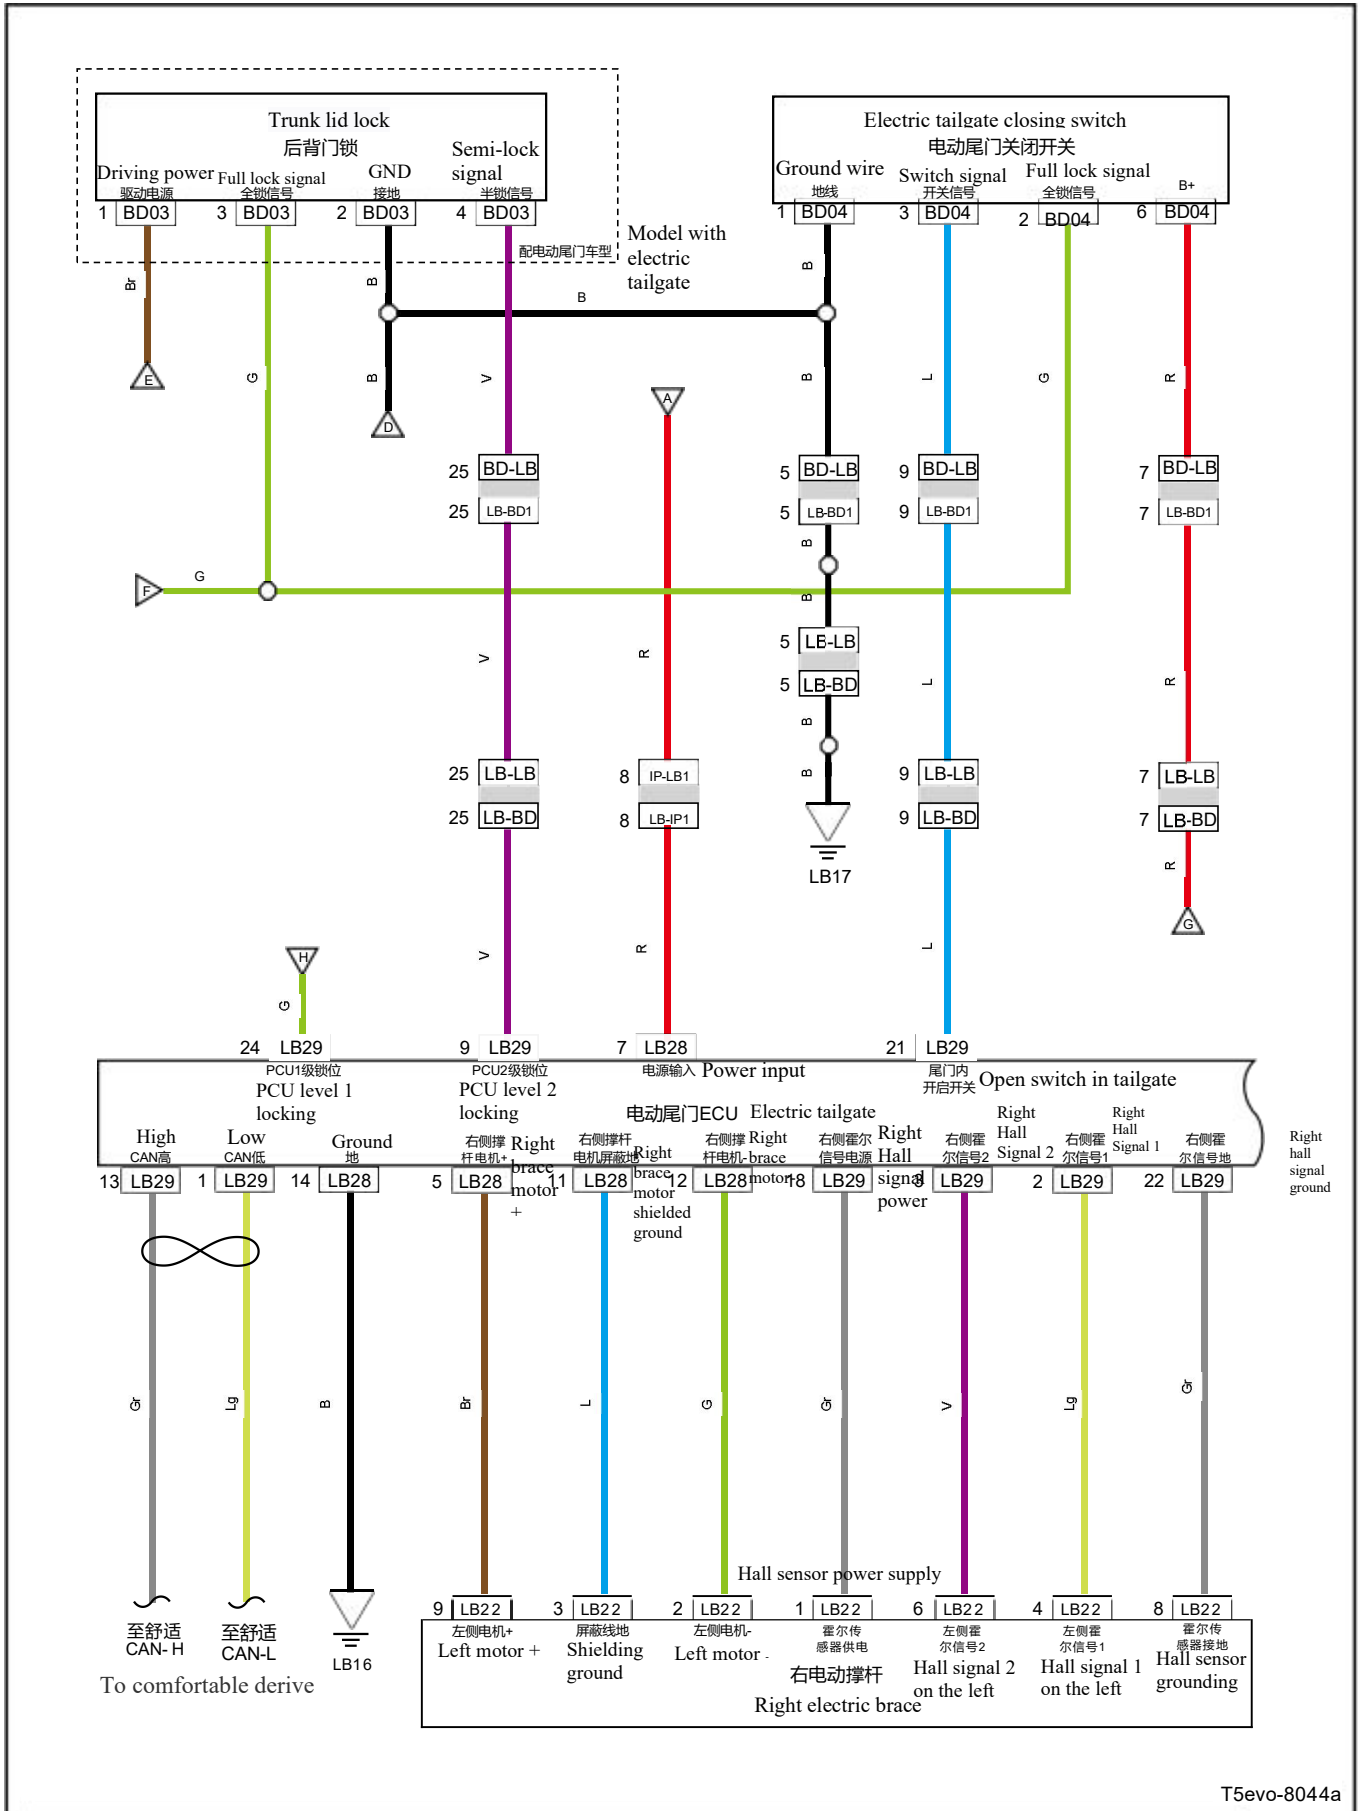 Trunk lid lock
后背门锁
Driving power
驱动电源
Full lock signal
全锁信号
GND
接地
Semi-lock
signal
半锁信号
1 BD03
3 BD03
2 BD03
4 BD03
配电动尾门车型
Model with
electric
tailgate
Electric tailgate closing switch
电动尾门关闭开关
Ground wire
地线
Switch signal
开关信号
Full lock signal
全锁信号
B+
1 BD04
3 BD04
2 BD04
6 BD04
Br
B
B
B
E
G
B
D
V
A
B
L
G
R
25 BD-LB
25 LB-BD1
5 BD-LB
5 LB-BD1
9 BD-LB
9 LB-BD1
7 BD-LB
7 LB-BD1
B
F
G
B
5 LB-LB
5 LB-BD
V
R
L
R
B
B
25 LB-LB
25 LB-BD
8 IP-LB1
8 LB-IP1
9 LB-LB
9 LB-BD
7 LB-LB
7 LB-BD
LB17
R
G
H
G
V
R
L
24 LB29
9 LB29
7 LB28
21 LB29
PCU1级锁位
PCU level 1
locking
PCU2级锁位
PCU level 2
locking
电源输入 Power input
尾门内
开启开关
Open switch in tailgate
电动尾门ECU Electric tailgate
High
CAN高
Low
CAN低
Ground
地
右侧撑
杆电机+
Right
brace
motor
+
右侧撑杆
电机屏蔽地
Right
brace
motor
shielded
ground
右侧撑
杆电机-
Right
brace
motor-
右侧霍尔
信号电源
Right
Hall
signal
power
右侧霍
尔信号2
Right
Hall
Signal 2
右侧霍
尔信号1
Right
Hall
Signal 1
右侧霍
尔信号地
Right
hall
signal
ground
13 LB29
1 LB29
14 LB28
5 LB28
11 LB28
12 LB28
18 LB29
LB29
2 LB29
22 LB29
Gr
Lg
B
Br
L
G
Gr
V
Lg
Gr
至舒适
CAN-H
至舒适
CAN-L
To comfortable derive
LB16
Hall sensor power supply
9 LB22
3 LB22
2 LB22
1 LB22
6 LB22
4 LB22
8 LB22
左侧电机+
Left motor +
屏蔽线地
Shielding
ground
左侧电机-
Left motor -
霍尔传
感器供电
左侧霍
尔信号2
Hall signal 2
on the left
左侧霍
尔信号1
Hall signal 1
on the left
霍尔传
感器接地
Hall sensor
grounding
右电动撑杆
Right electric brace
T5evo-8044a